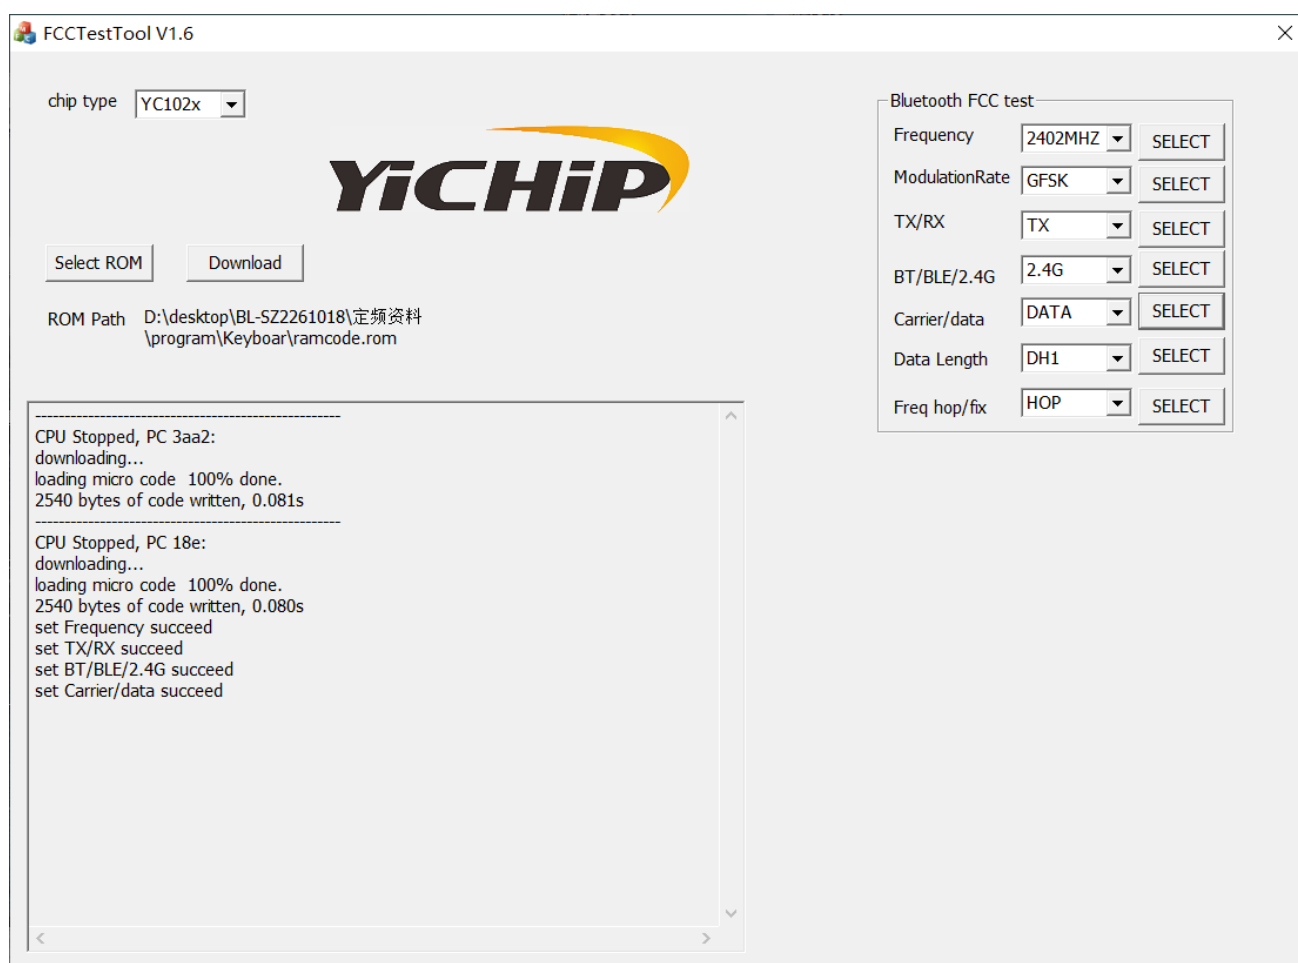 FCCTestTool V1.6
chip type YC102x
YiCHiP
Select ROM Download
ROM Path D:\desktop\BL-SZ2261018\定频资料
\program\Keyboar\ramcode.rom
Bluetooth FCC test
Frequency 2402MHZ SELECT
ModulationRate GFSK SELECT
TX/RX TX SELECT
BT/BLE/2.4G 2.4G SELECT
Carrier/data DATA SELECT
Data Length DH1 SELECT
Freq hop/fix HOP SELECT
----------------------------------------------------
CPU Stopped, PC 3aa2:
downloading...
loading micro code  100% done.
2540 bytes of code written, 0.081s
----------------------------------------------------
CPU Stopped, PC 18e:
downloading...
loading micro code  100% done.
2540 bytes of code written, 0.080s
set Frequency succeed
set TX/RX succeed
set BT/BLE/2.4G succeed
set Carrier/data succeed